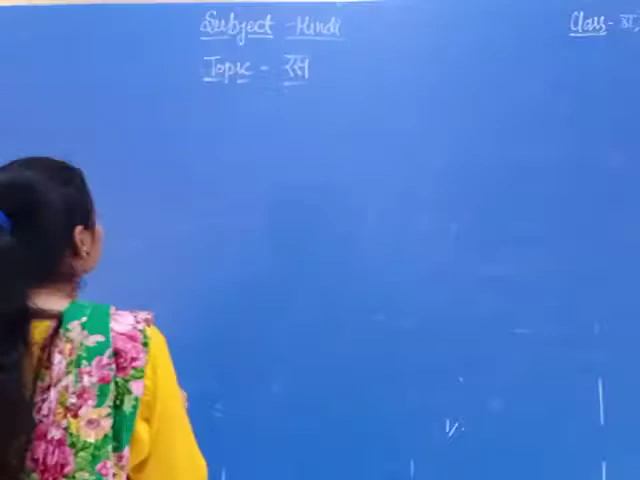 Subject - Hindi
Topic - रस
Class-